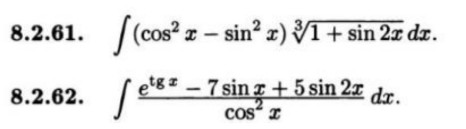 8.2.61. ∫(cos² x − sin² x) ∛(1 + sin 2x) dx.
8.2.62. ∫ (e^{tg x} − 7 sin x + 5 sin 2x)/(cos² x) dx.